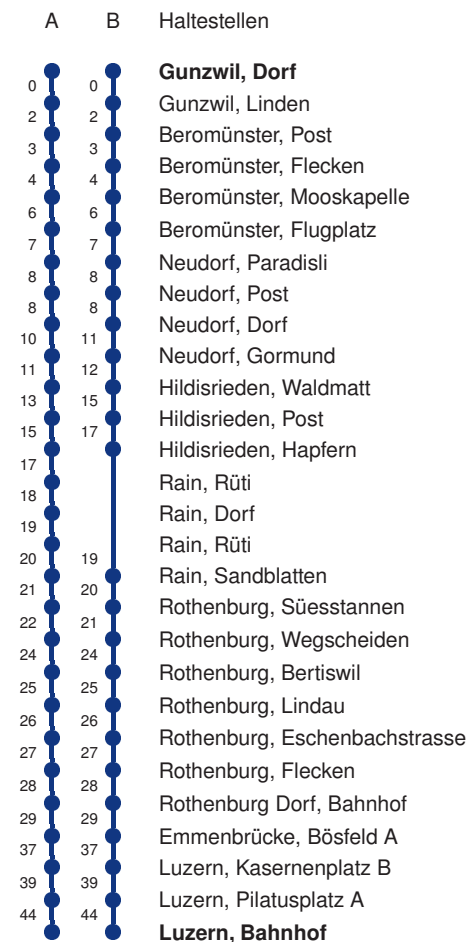 A B Haltestellen
Gunzwil, Dorf
0 0
Gunzwil, Linden
2 2
Beromünster, Post
3 3
Beromünster, Flecken
4 4
Beromünster, Mooskapelle
6 6
Beromünster, Flugplatz
7 7
Neudorf, Paradisli
8 8
Neudorf, Post
8 8
Neudorf, Dorf
10 11
Neudorf, Gormund
11 12
Hildisrieden, Waldmatt
13 15
Hildisrieden, Post
15 17
Hildisrieden, Hapfern
17
Rain, Rüti
18
Rain, Dorf
19
Rain, Rüti
20 19
Rain, Sandblatten
21 20
Rothenburg, Süesstannen
22 21
Rothenburg, Wegscheiden
24 24
Rothenburg, Bertiswil
25 25
Rothenburg, Lindau
26 26
Rothenburg, Eschenbachstrasse
27 27
Rothenburg, Flecken
28 28
Rothenburg Dorf, Bahnhof
29 29
Emmenbrücke, Bösfeld A
37 37
Luzern, Kasernenplatz B
39 39
Luzern, Pilatusplatz A
44 44
Luzern, Bahnhof